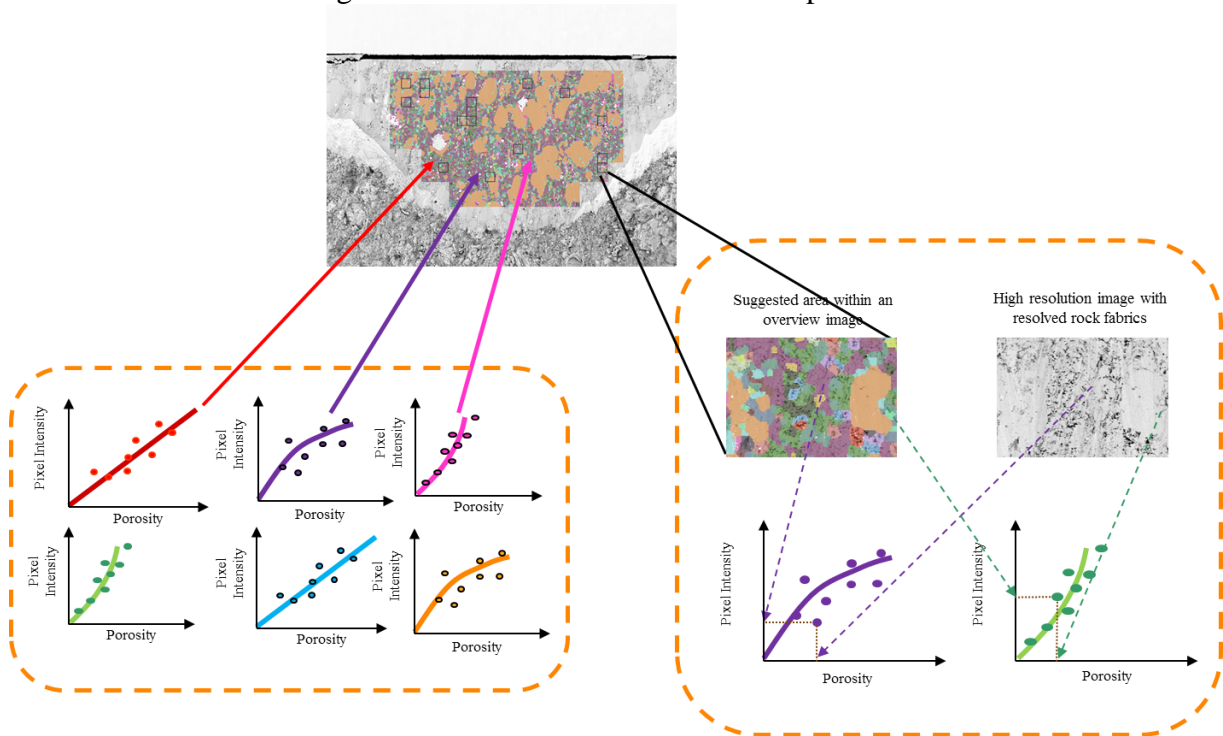 Suggested area within an
overview image
High resolution image with
resolved rock fabrics
Pixel Intensity
Porosity
Pixel
Intensity
Porosity
Pixel
Intensity
Porosity
Pixel
Intensity
Porosity
Pixel
Intensity
Porosity
Pixel
Intensity
Porosity
Pixel Intensity
Porosity
Pixel Intensity
Porosity